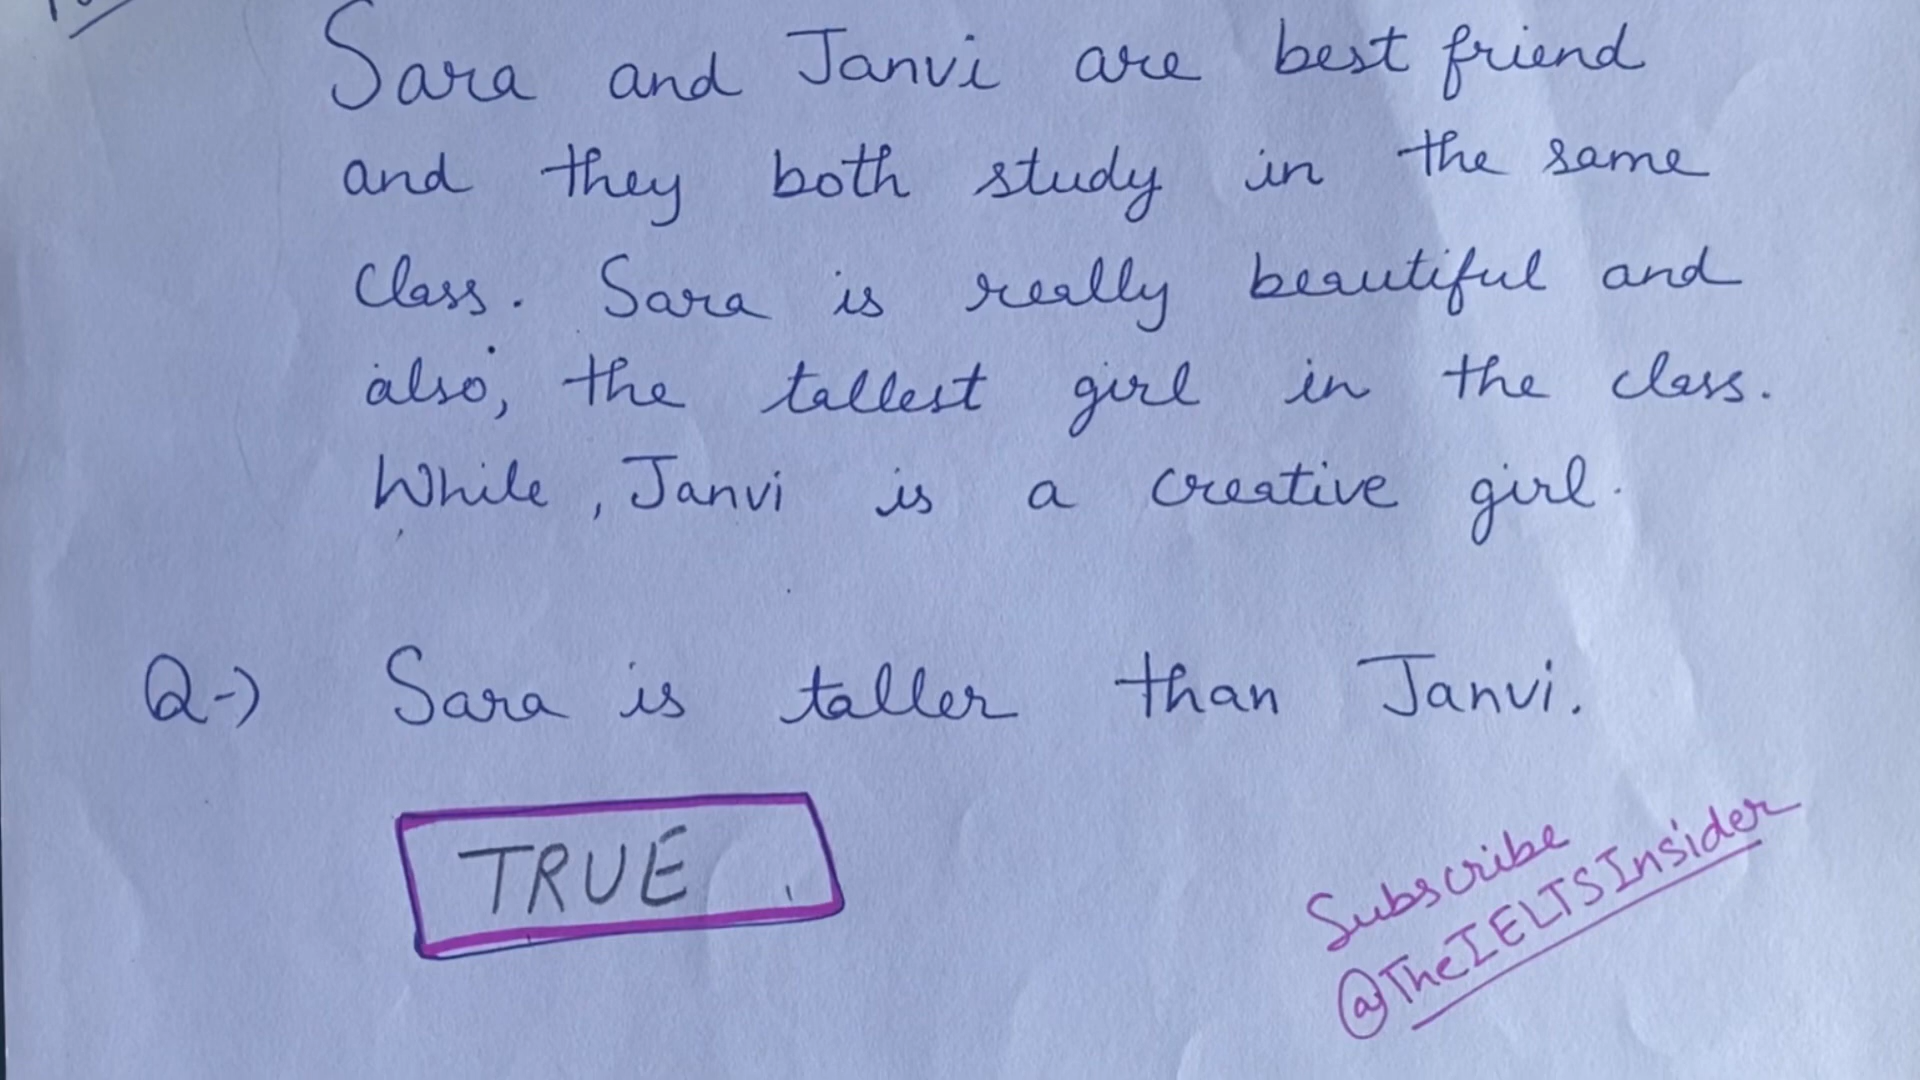 Sara and Janvi are best friend
and they both study in the same
class. Sara is really beautiful and
also, the tallest girl in the class.
While, Janvi is a creative girl.
Q-> Sara is taller than Janvi.
TRUE
Subscribe
@TheIELTSInsider